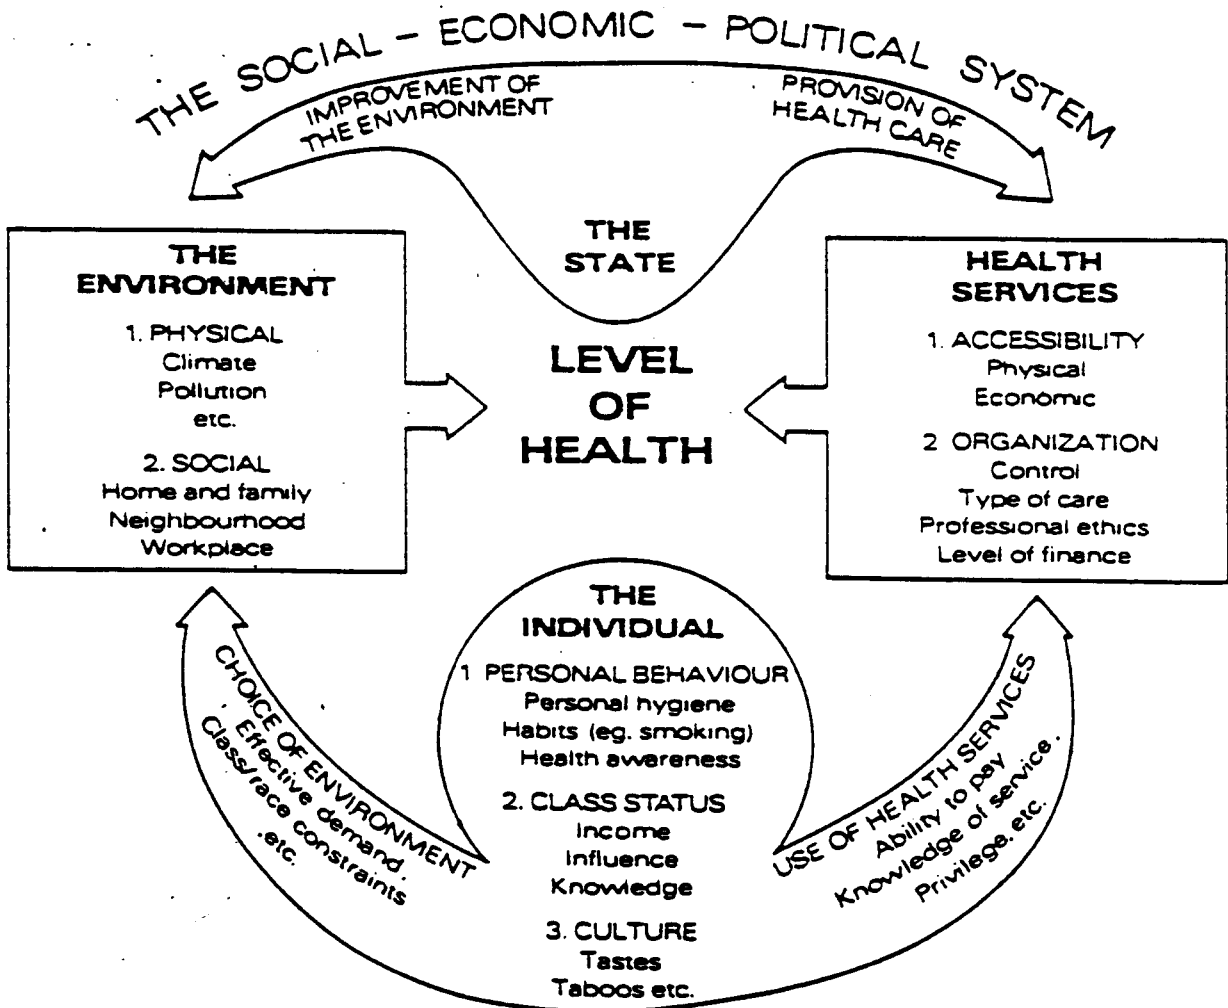 THE SOCIAL – ECONOMIC – POLITICAL SYSTEM
IMPROVEMENT OF
THE ENVIRONMENT
PROVISION OF
HEALTH CARE
THE
STATE
THE
ENVIRONMENT
1. PHYSICAL
Climate
Pollution
etc.
2. SOCIAL
Home and family
Neighbourhood
Workplace
LEVEL
OF
HEALTH
HEALTH
SERVICES
1. ACCESSIBILITY
Physical
Economic
2 ORGANIZATION
Control
Type of care
Professional ethics
Level of finance
THE
INDIVIDUAL
1 PERSONAL BEHAVIOUR
Personal hygiene
Habits (eg. smoking)
Health awareness
2. CLASS STATUS
Income
Influence
Knowledge
3. CULTURE
Tastes
Taboos etc.
CHOICE OF ENVIRONMENT
Effective demand.
Class/race constraints
etc.
USE OF HEALTH SERVICES
Ability to pay
Knowledge of service.
Privilege. etc.